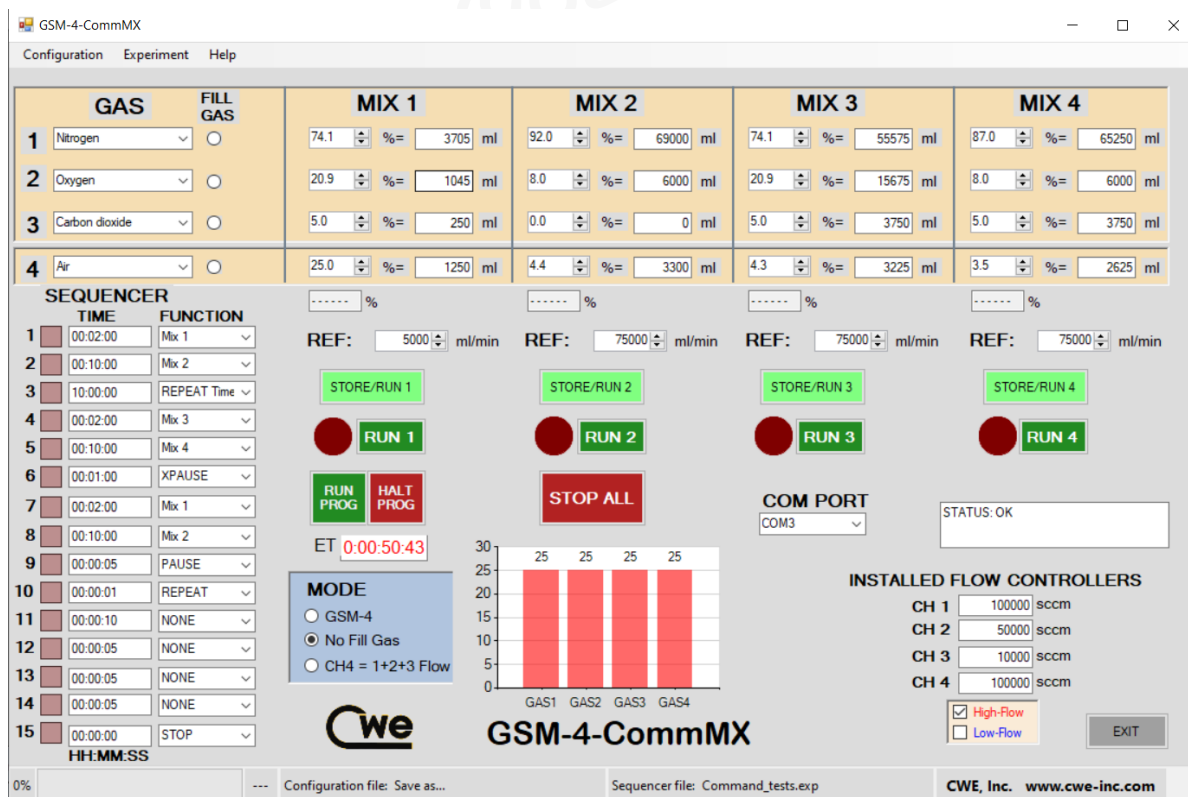 GSM-4-CommMX
Configuration Experiment Help
GAS FILL GAS MIX 1 MIX 2 MIX 3 MIX 4
1 Nitrogen 74.1 %= 3705 ml 92.0 %= 69000 ml 74.1 %= 55575 ml 87.0 %= 65250 ml
2 Oxygen 20.9 %= 1045 ml 8.0 %= 6000 ml 20.9 %= 15675 ml 8.0 %= 6000 ml
3 Carbon dioxide 5.0 %= 250 ml 0.0 %= 0 ml 5.0 %= 3750 ml 5.0 %= 3750 ml
4 Air 25.0 %= 1250 ml 4.4 %= 3300 ml 4.3 %= 3225 ml 3.5 %= 2625 ml
------ % ------ % ------ % ------ %
REF: 5000 ml/min REF: 75000 ml/min REF: 75000 ml/min REF: 75000 ml/min
STORE/RUN 1 STORE/RUN 2 STORE/RUN 3 STORE/RUN 4
RUN 1 RUN 2 RUN 3 RUN 4
SEQUENCER
TIME FUNCTION
1 00:02:00 Mix 1
2 00:10:00 Mix 2
3 10:00:00 REPEAT Time
4 00:02:00 Mix 3
5 00:10:00 Mix 4
6 00:01:00 XPAUSE
7 00:02:00 Mix 1
8 00:10:00 Mix 2
9 00:00:05 PAUSE
10 00:00:01 REPEAT
11 00:00:10 NONE
12 00:00:05 NONE
13 00:00:05 NONE
14 00:00:05 NONE
15 00:00:00 STOP
HH:MM:SS
RUN PROG HALT PROG STOP ALL
ET 0:00:50:43
MODE
GSM-4
No Fill Gas
CH4 = 1+2+3 Flow
cwe
30
25
20
15
10
5
0
25 25 25 25
GAS1 GAS2 GAS3 GAS4
GSM-4-CommMX
COM PORT
COM3
STATUS: OK
INSTALLED FLOW CONTROLLERS
CH 1 100000 sccm
CH 2 50000 sccm
CH 3 10000 sccm
CH 4 100000 sccm
High-Flow
Low-Flow
EXIT
0% --- Configuration file: Save as... Sequencer file: Command_tests.exp CWE, Inc. www.cwe-inc.com